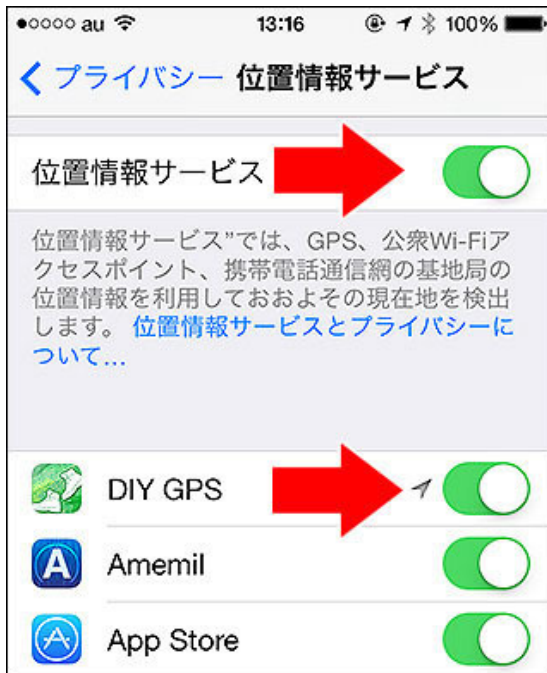 au 13:16 100%
プライバシー 位置情報サービス
位置情報サービス
位置情報サービス”では、GPS、公衆Wi-Fiア
クセスポイント、携帯電話通信網の基地局の
位置情報を利用しておおよその現在地を検出
します。 位置情報サービスとプライバシーに
ついて...
DIY GPS
Amemil
App Store